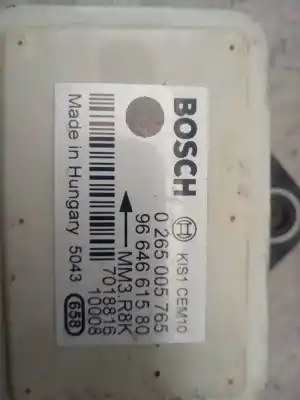 BOSCH
K!S1 CEM10
0 265 005 765
96 646 615 80
MM3.R8K
7018816
10008
Made in Hungary 5043
658